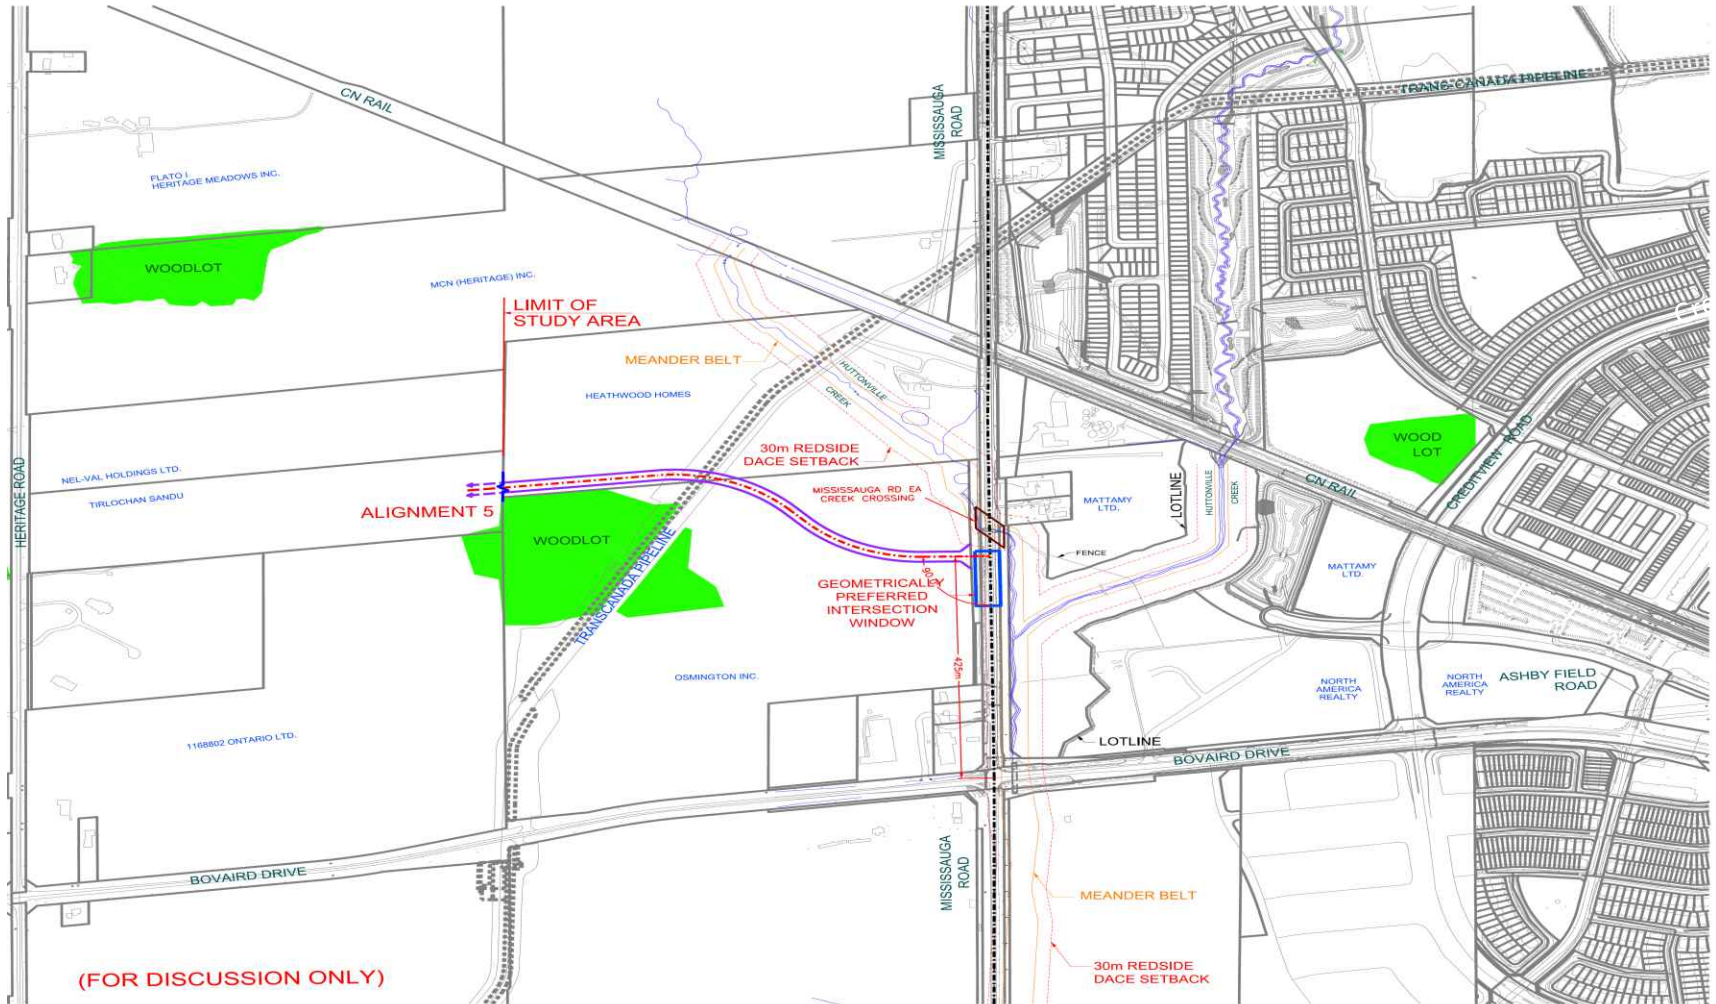 CN RAIL
MISSISSAUGA
ROAD
TRANS-CANADA PIPELINE
FLATO I
HERITAGE MEADOWS INC.
WOODLOT
MCN (HERITAGE) INC.
LIMIT OF
STUDY AREA
MEANDER BELT
HUTTONVILLE
CREEK
HEATHWOOD HOMES
30m REDSIDE
DACE SETBACK
WOOD
LOT
CREDITVIEW ROAD
CN RAIL
HERITAGE ROAD
NEL-VAL HOLDINGS LTD.
TIRLOCHAN SANDU
ALIGNMENT 5
MISSISSAUGA RD EA
CREEK CROSSING
MATTAMY
LTD.
LOTLINE
HUTTONVILLE
CREEK
WOODLOT
TRANSCANADA PIPELINE
FENCE
MATTAMY
LTD.
90
GEOMETRICALLY
PREFERRED
INTERSECTION
WINDOW
425m
OSMINGTON INC.
NORTH
AMERICA
REALTY
NORTH
AMERICA
REALTY
ASHBY FIELD
ROAD
1168802 ONTARIO LTD.
LOTLINE
BOVAIRD DRIVE
BOVAIRD DRIVE
MISSISSAUGA
ROAD
MEANDER BELT
30m REDSIDE
DACE SETBACK
(FOR DISCUSSION ONLY)